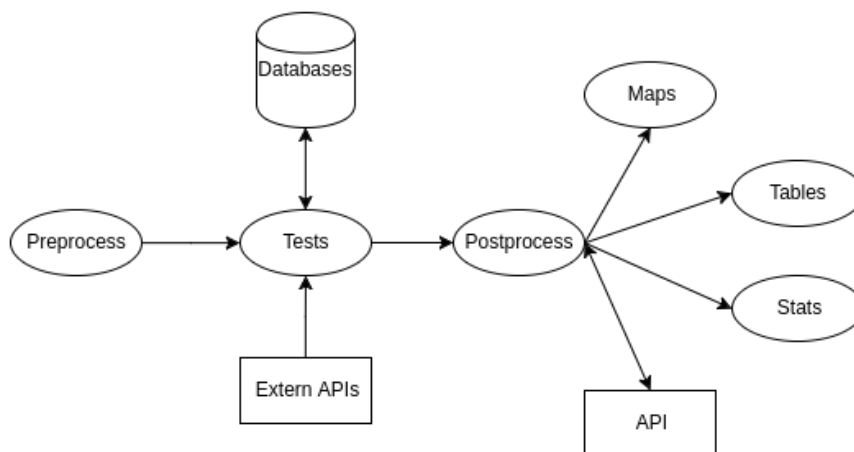 Databases
Maps
Tables
Preprocess
Tests
Postprocess
Stats
Extern APIs
API